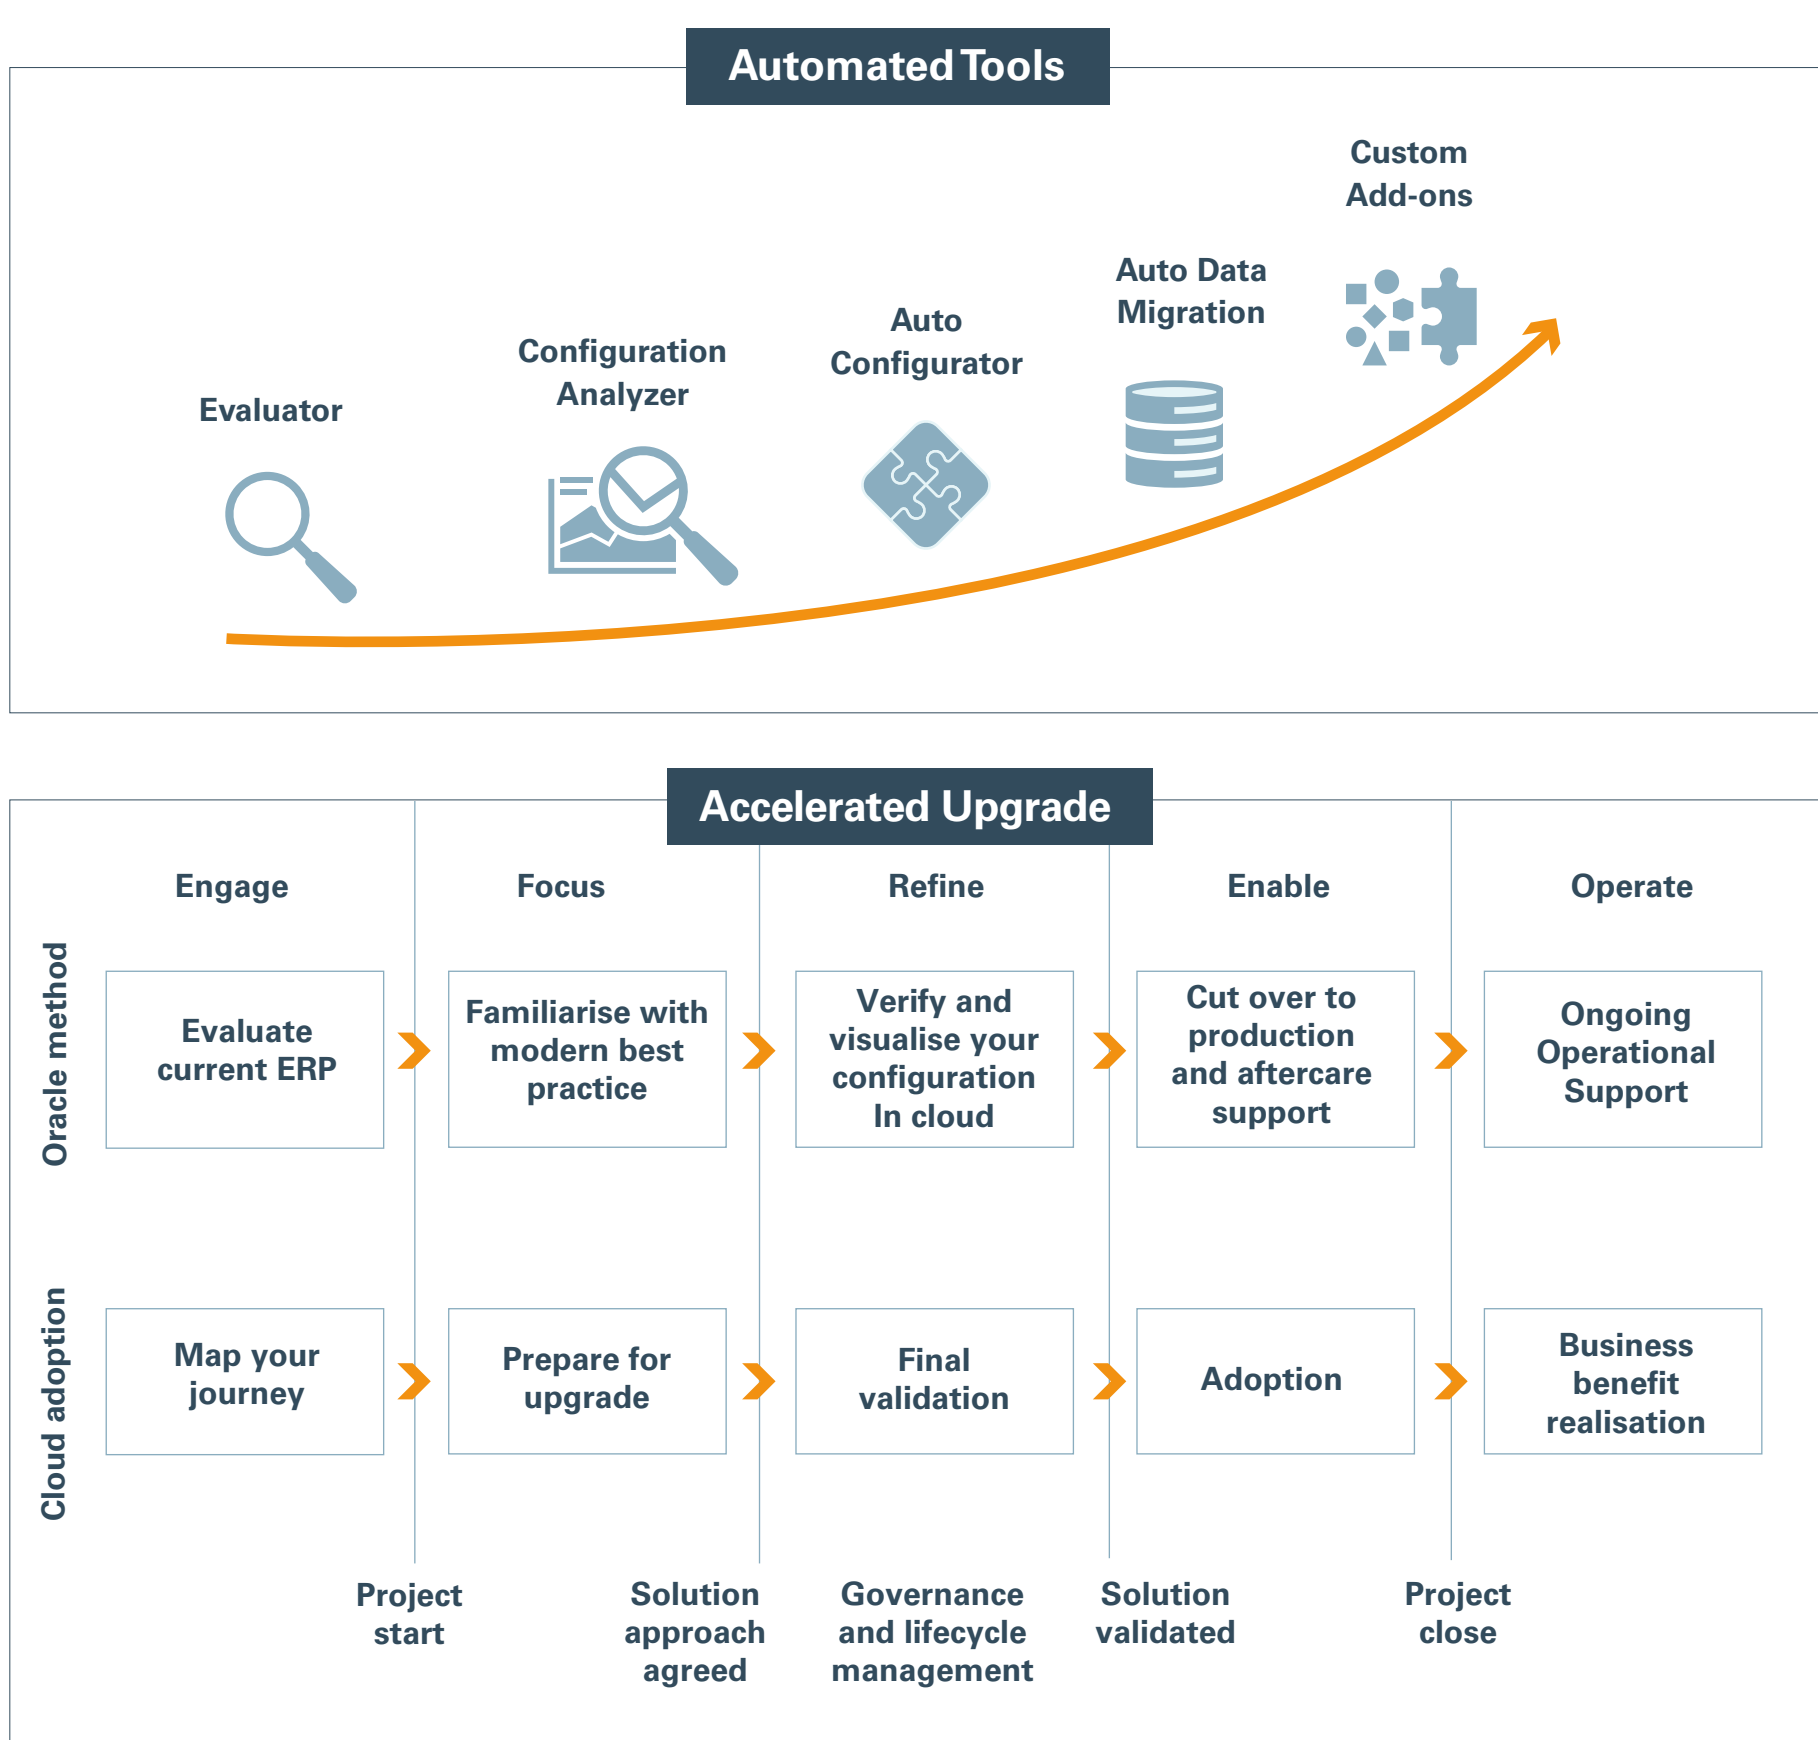 Automated Tools
Custom
Add-ons
Auto Data
Migration
Auto
Configurator
Configuration
Analyzer
Evaluator
Accelerated Upgrade
Engage
Focus
Refine
Enable
Operate
Oracle method
Evaluate
current ERP
Familiarise with
modern best
practice
Verify and
visualise your
configuration
In cloud
Cut over to
production
and aftercare
support
Ongoing
Operational
Support
Cloud adoption
Map your
journey
Prepare for
upgrade
Final
validation
Adoption
Business
benefit
realisation
Project
start
Solution
approach
agreed
Governance
and lifecycle
management
Solution
validated
Project
close